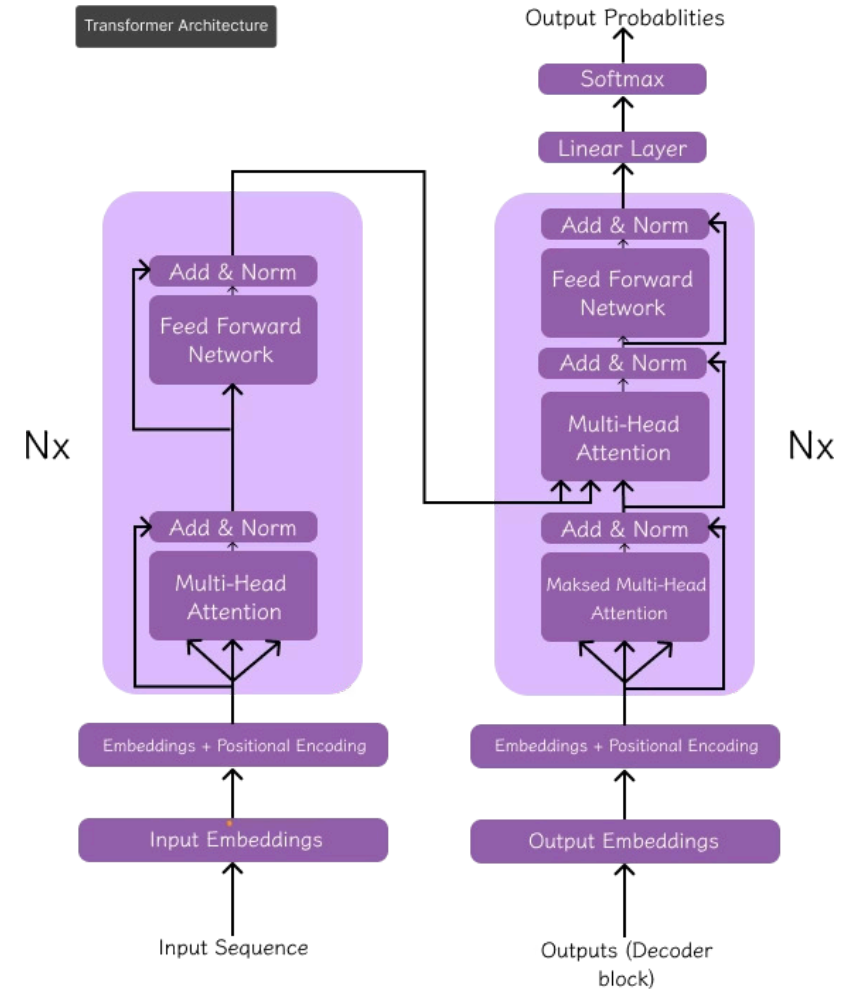 Transformer Architecture
Output Probablities
Softmax
Linear Layer
Add & Norm
Feed Forward
Network
Add & Norm
Multi-Head
Attention
Add & Norm
Maksed Multi-Head
Attention
Nx
Embeddings + Positional Encoding
Output Embeddings
Outputs (Decoder
block)
Add & Norm
Feed Forward
Network
Nx
Add & Norm
Multi-Head
Attention
Embeddings + Positional Encoding
Input Embeddings
Input Sequence